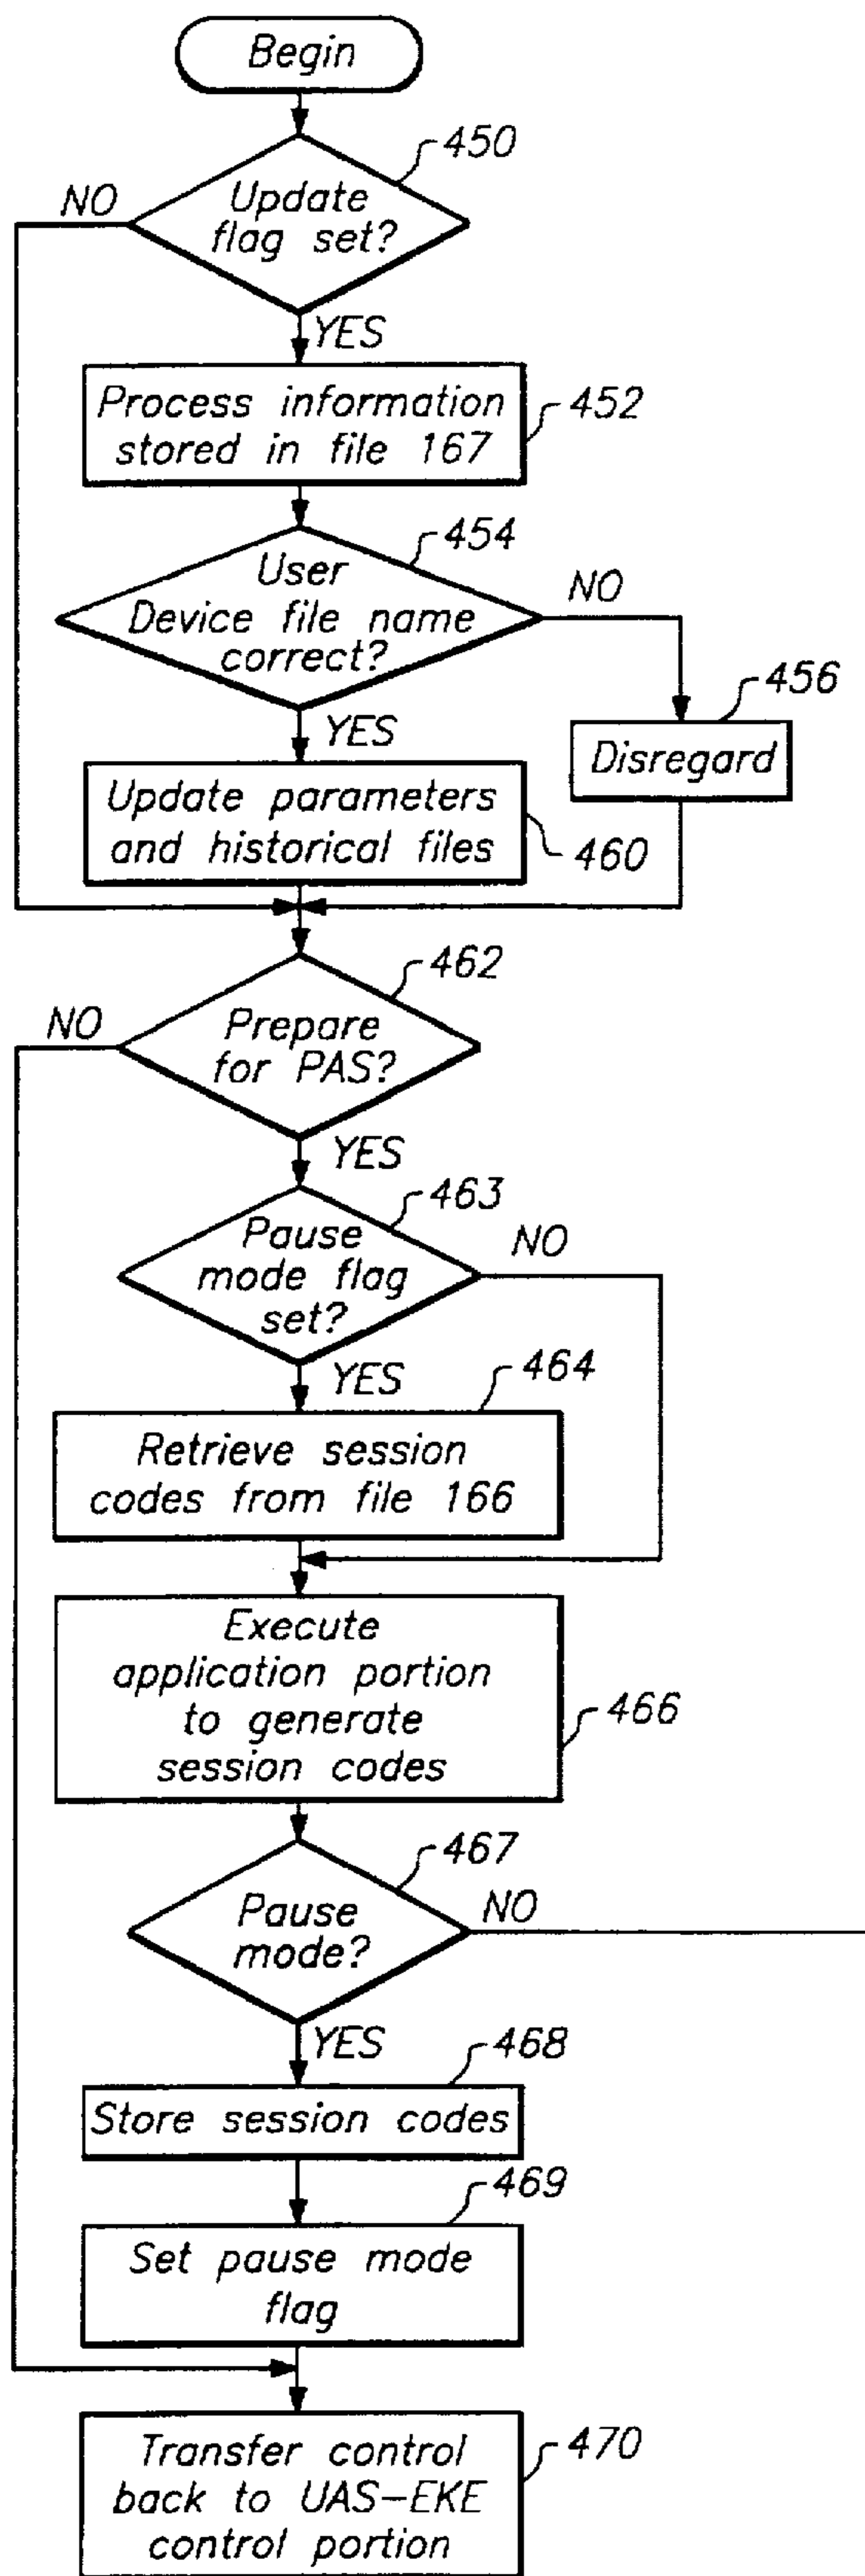 Begin
450
NO
Update
flag set?
YES
Process information
stored in file 167
452
454
User
Device file name
correct?
NO
456
YES
Disregard
Update parameters
and historical files
460
462
NO
Prepare
for PAS?
YES
463
Pause
mode flag
set?
NO
YES
464
Retrieve session
codes from file 166
Execute
application portion
to generate
session codes
466
467
Pause
mode?
NO
YES
468
Store session codes
469
Set pause mode
flag
Transfer control
back to UAS-EKE
control portion
470